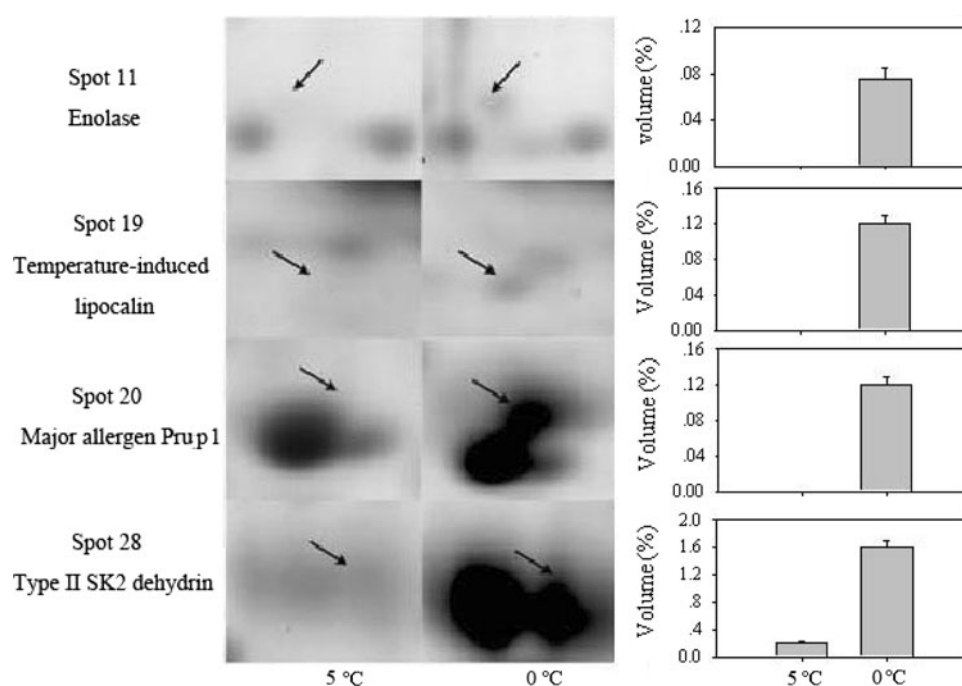 Spot 11
Enolase
volume (%)
.12
.08
.04
0.00
Spot 19
Temperature-induced
lipocalin
Volume (%)
.16
.12
.08
.04
0.00
Spot 20
Major allergen Prup1
Volume (%)
.16
.12
.08
.04
0.00
Spot 28
Type II SK2 dehydrin
Volume (%)
2.0
1.6
1.2
.8
.4
0.0
5 °C 0 °C 5 °C 0 °C